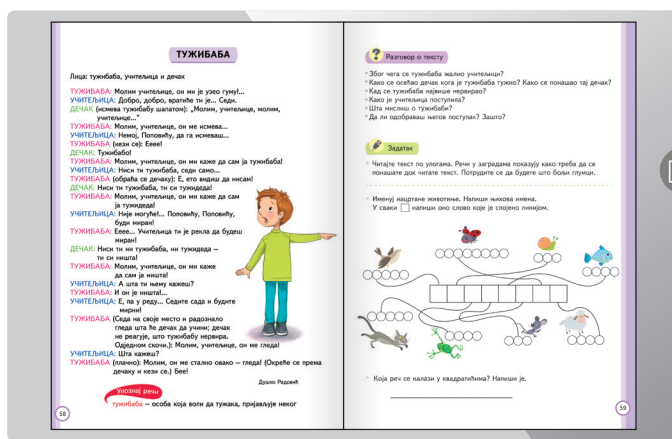 ТУЖИБАБА
Лица: тужибаба, учитељица и дечак
ТУЖИБАБА: Молим учитељице, он ми је узео гуму!...
УЧИТЕЉИЦА: Добро, добро, вратиће ти је... Седи.
ДЕЧАК (исмева тужибабу шапатом): „Молим, учитељице, молим,
учитељице...“
ТУЖИБАБА: Молим, учитељице, он ме исмева...
УЧИТЕЉИЦА: Немој, Поповићу, да га исмеваш...
ТУЖИБАБА (кези се): Ееее!
ДЕЧАК: Тужибабо!
ТУЖИБАБА: Молим, учитељице, он ми каже да сам ја тужибаба!
УЧИТЕЉИЦА: Ниси ти тужибаба, седи само...
ТУЖИБАБА (обраћа се дечаку): Е, ето видиш да нисам!
ДЕЧАК: Ниси ти тужибаба, ти си тужидеда!
ТУЖИБАБА: Молим, учитељице, он ми каже да сам
ја тужидеда!
УЧИТЕЉИЦА: Није могуће!... Поповићу, Поповићу,
буди миран!
ТУЖИБАБА: Ееее... Учитељица ти је рекла да будеш
миран!
ДЕЧАК: Ниси ти ни тужибаба, ни тужидеда –
ти си ништа!
ТУЖИБАБА: Молим, учитељице, он ми каже
да сам ја ништа!
УЧИТЕЉИЦА: А шта ти њему кажеш?
ТУЖИБАБА: И он је ништа!...
УЧИТЕЉИЦА: Е, па у реду... Седите сада и будите
мирни!
ТУЖИБАБА (Седа на своје место и радознало
гледа шта ће дечак да учини; дечак
не реагује, што тужибабу нервира.
Одједном скочи.): Молим, учитељице, он ме гледа!
УЧИТЕЉИЦА: Шта кажеш?
ТУЖИБАБА (плачно): Молим, он ме стално овако – гледа! (Окреће се према
дечаку и кези се.) Бее!
Душко Радовић
Упознај речи
тужибаба – особа која воли да тужака, пријављује неког
58
Разговор о тексту
Због чега се тужибаба жалио учитељици?
Како се осећао дечак кога је тужибаба тужио? Како се понашао тај дечак?
Кад се тужибаба највише нервирао?
Како је учитељица поступила?
Шта мислиш о тужибаби?
Да ли одобраваш његов поступак? Зашто?
Задатак
Читајте текст по улогама. Речи у заградама показују како треба да се
понашате док читате текст. Потрудите се да будете што бољи глумци.
Именуј нацртане животиње. Напиши њихова имена.
У сваки напиши оно слово које је спојено линијом.
Која реч се налази у квадратићима? Напиши је.
59